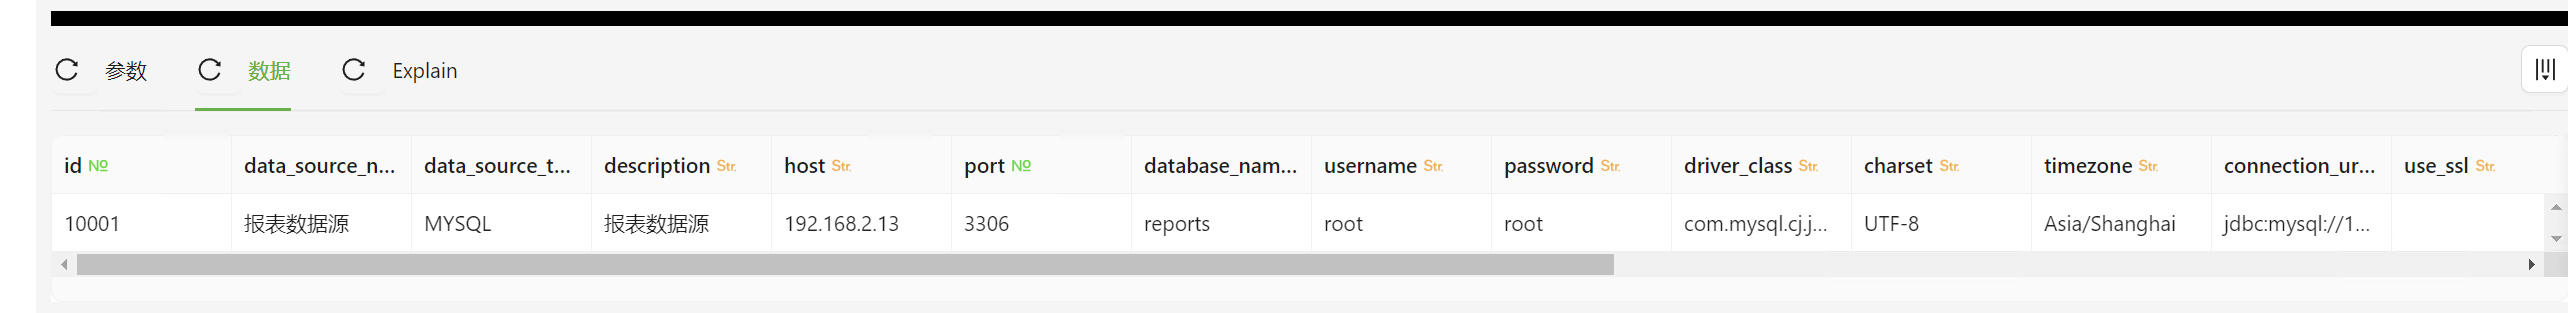 参数 数据 Explain
id № data_source_n... data_source_t... description Str. host Str. port № database_nam... username Str. password Str. driver_class Str. charset Str. timezone Str. connection_ur... use_ssl Str.
10001 报表数据源 MYSQL 报表数据源 192.168.2.13 3306 reports root root com.mysql.cj.j... UTF-8 Asia/Shanghai jdbc:mysql://1...